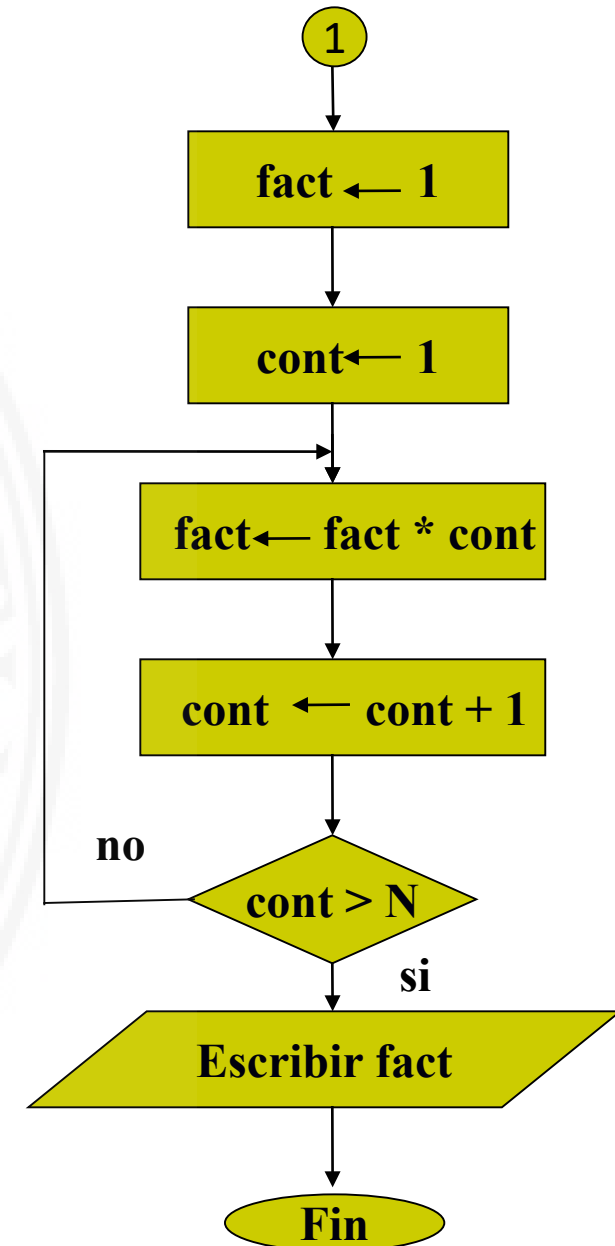 1
fact ← 1
cont ← 1
fact ← fact * cont
cont ← cont + 1
no
cont > N
si
Escribir fact
Fin